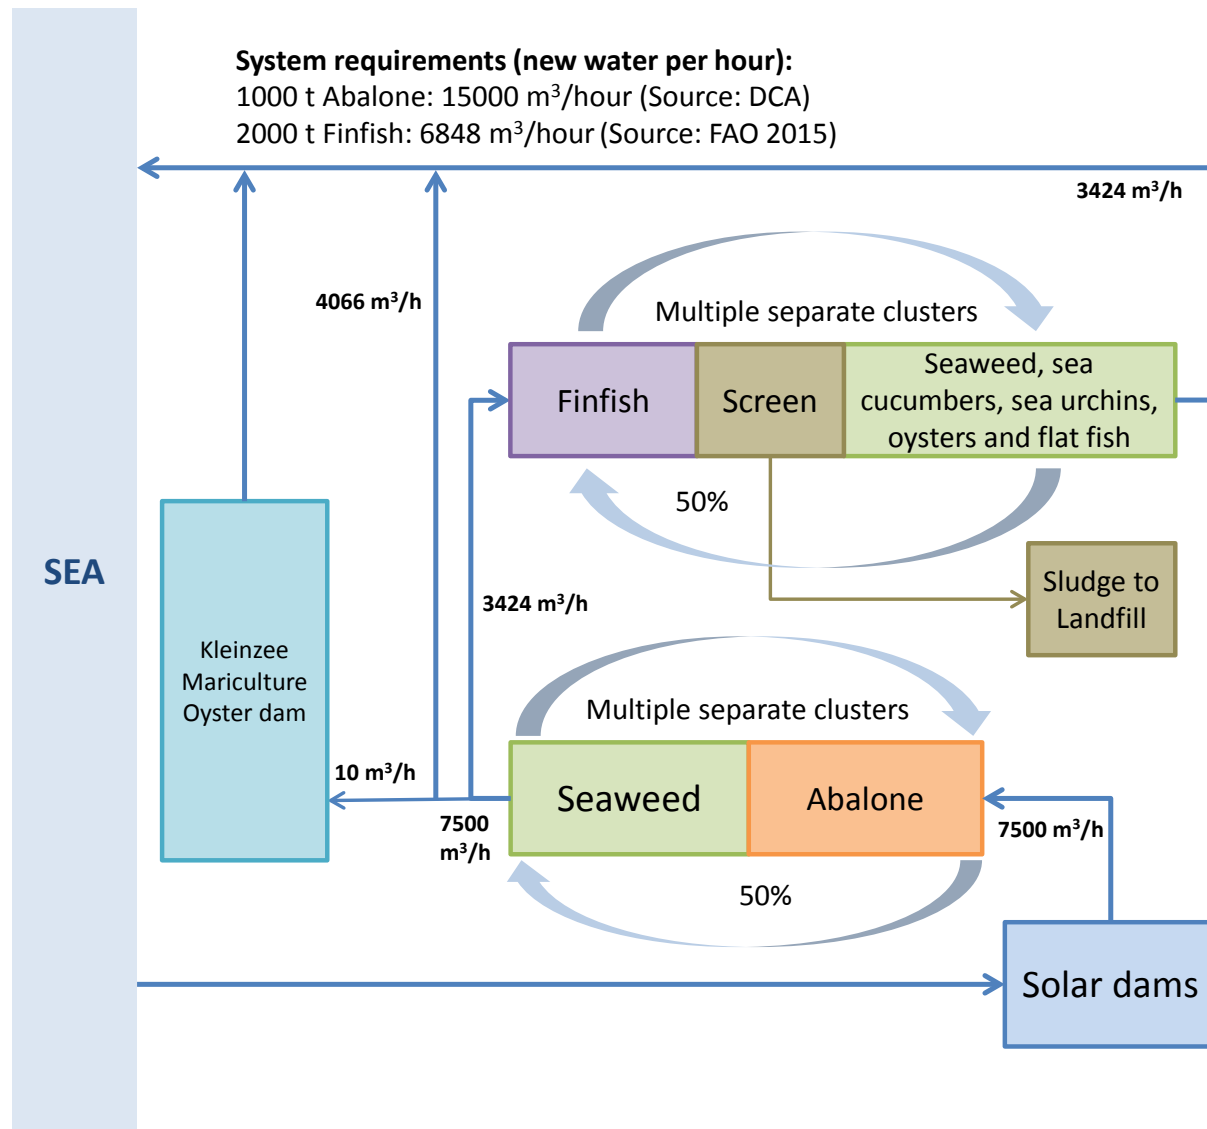 System requirements (new water per hour):
1000 t Abalone: 15000 m³/hour (Source: DCA)
2000 t Finfish: 6848 m³/hour (Source: FAO 2015)
3424 m³/h
4066 m³/h
Multiple separate clusters
Finfish
Screen
Seaweed, sea
cucumbers, sea urchins,
oysters and flat fish
50%
SEA
Sludge to
Landfill
3424 m³/h
Kleinzee
Mariculture
Oyster dam
Multiple separate clusters
10 m³/h
Seaweed
Abalone
7500
m³/h
7500 m³/h
50%
Solar dams